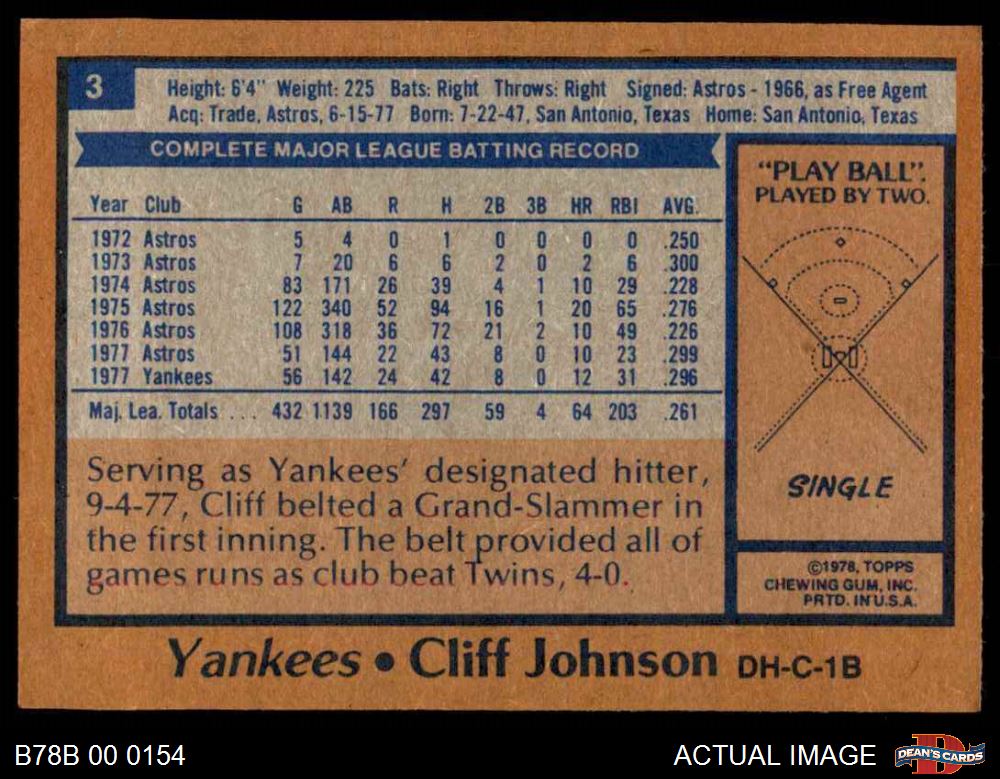 3
Height: 6'4" Weight: 225 Bats: Right Throws: Right Signed: Astros - 1966, as Free Agent
Acq: Trade, Astros, 6-15-77 Born: 7-22-47, San Antonio, Texas Home: San Antonio, Texas
COMPLETE MAJOR LEAGUE BATTING RECORD
Year Club G AB R H 2B 3B HR RBI AVG.
1972 Astros 5 4 0 1 0 0 0 0 .250
1973 Astros 7 20 6 6 2 0 2 6 .300
1974 Astros 83 171 26 39 4 1 10 29 .228
1975 Astros 122 340 52 94 16 1 20 65 .276
1976 Astros 108 318 36 72 21 2 10 49 .226
1977 Astros 51 144 22 43 8 0 10 23 .299
1977 Yankees 56 142 24 42 8 0 12 31 .296
Maj. Lea. Totals . . . 432 1139 166 297 59 4 64 203 .261
Serving as Yankees' designated hitter,
9-4-77, Cliff belted a Grand-Slammer in
the first inning. The belt provided all of
games runs as club beat Twins, 4-0.
"PLAY BALL".
PLAYED BY TWO.
SINGLE
©1978, TOPPS
CHEWING GUM, INC.
PRTD. IN U.S.A.
Yankees • Cliff Johnson DH-C-1B
B78B 00 0154
ACTUAL IMAGE
DEAN'S CARDS